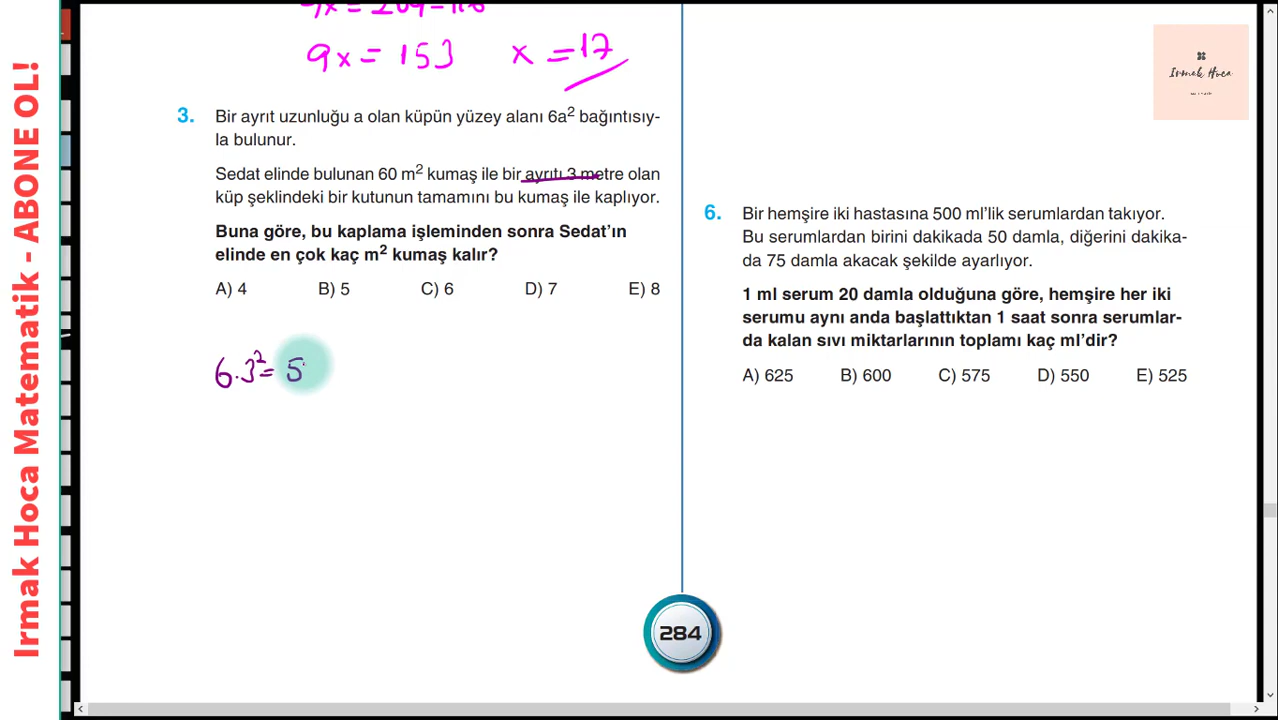 Irmak Hoca Matematik - ABONE OL!
9x = 153 x = 17
3. Bir ayrıt uzunluğu a olan küpün yüzey alanı 6a² bağıntısıy-
la bulunur.
Sedat elinde bulunan 60 m² kumaş ile bir ayrıtı 3 metre olan
küp şeklindeki bir kutunun tamamını bu kumaş ile kaplıyor.
Buna göre, bu kaplama işleminden sonra Sedat'ın
elinde en çok kaç m² kumaş kalır?
A) 4 B) 5 C) 6 D) 7 E) 8
6.3² = 5
Irmak Hoca
6. Bir hemşire iki hastasına 500 ml'lik serumlardan takıyor.
Bu serumlardan birini dakikada 50 damla, diğerini dakika-
da 75 damla akacak şekilde ayarlıyor.
1 ml serum 20 damla olduğuna göre, hemşire her iki
serumu aynı anda başlattıktan 1 saat sonra serumlar-
da kalan sıvı miktarlarının toplamı kaç ml'dir?
A) 625 B) 600 C) 575 D) 550 E) 525
284